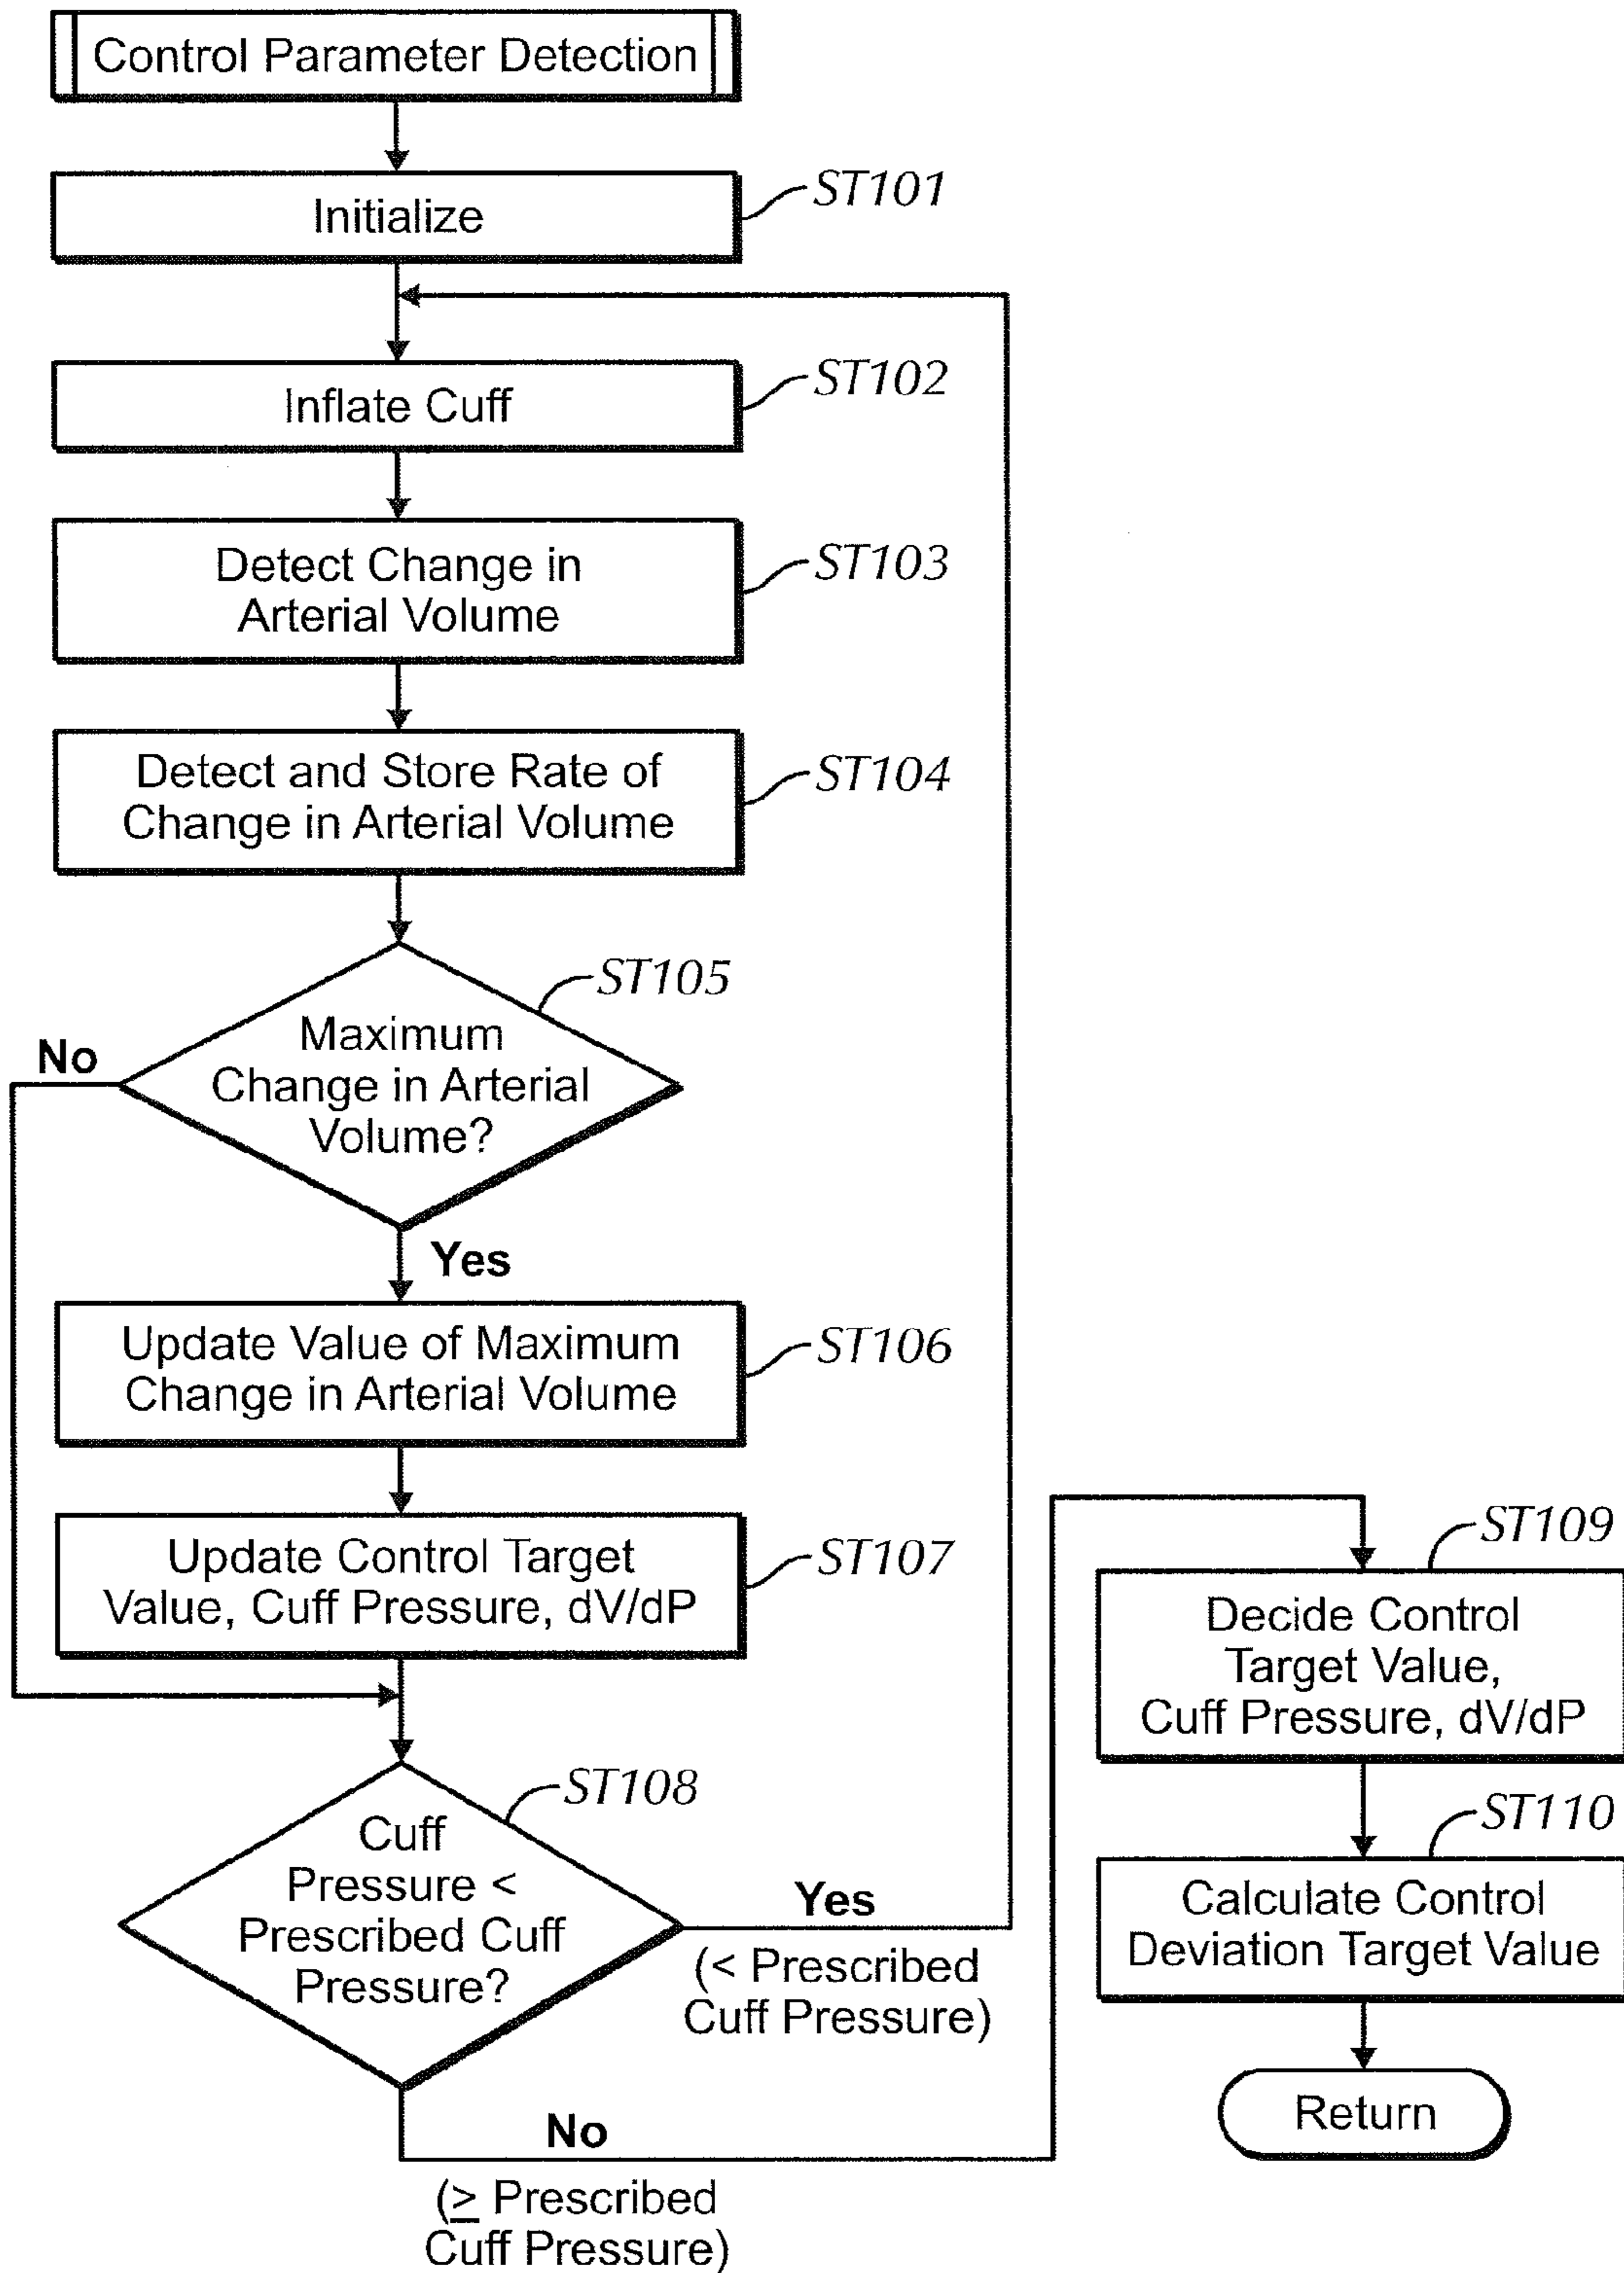 Control Parameter Detection
Initialize
ST101
Inflate Cuff
ST102
Detect Change in
Arterial Volume
ST103
Detect and Store Rate of
Change in Arterial Volume
ST104
ST105
Maximum
Change in Arterial
Volume?
No
Yes
Update Value of Maximum
Change in Arterial Volume
ST106
Update Control Target
Value, Cuff Pressure, dV/dP
ST107
ST108
Cuff
Pressure <
Prescribed Cuff
Pressure?
Yes
(< Prescribed
Cuff Pressure)
No
(≥ Prescribed
Cuff Pressure)
ST109
Decide Control
Target Value,
Cuff Pressure, dV/dP
ST110
Calculate Control
Deviation Target Value
Return